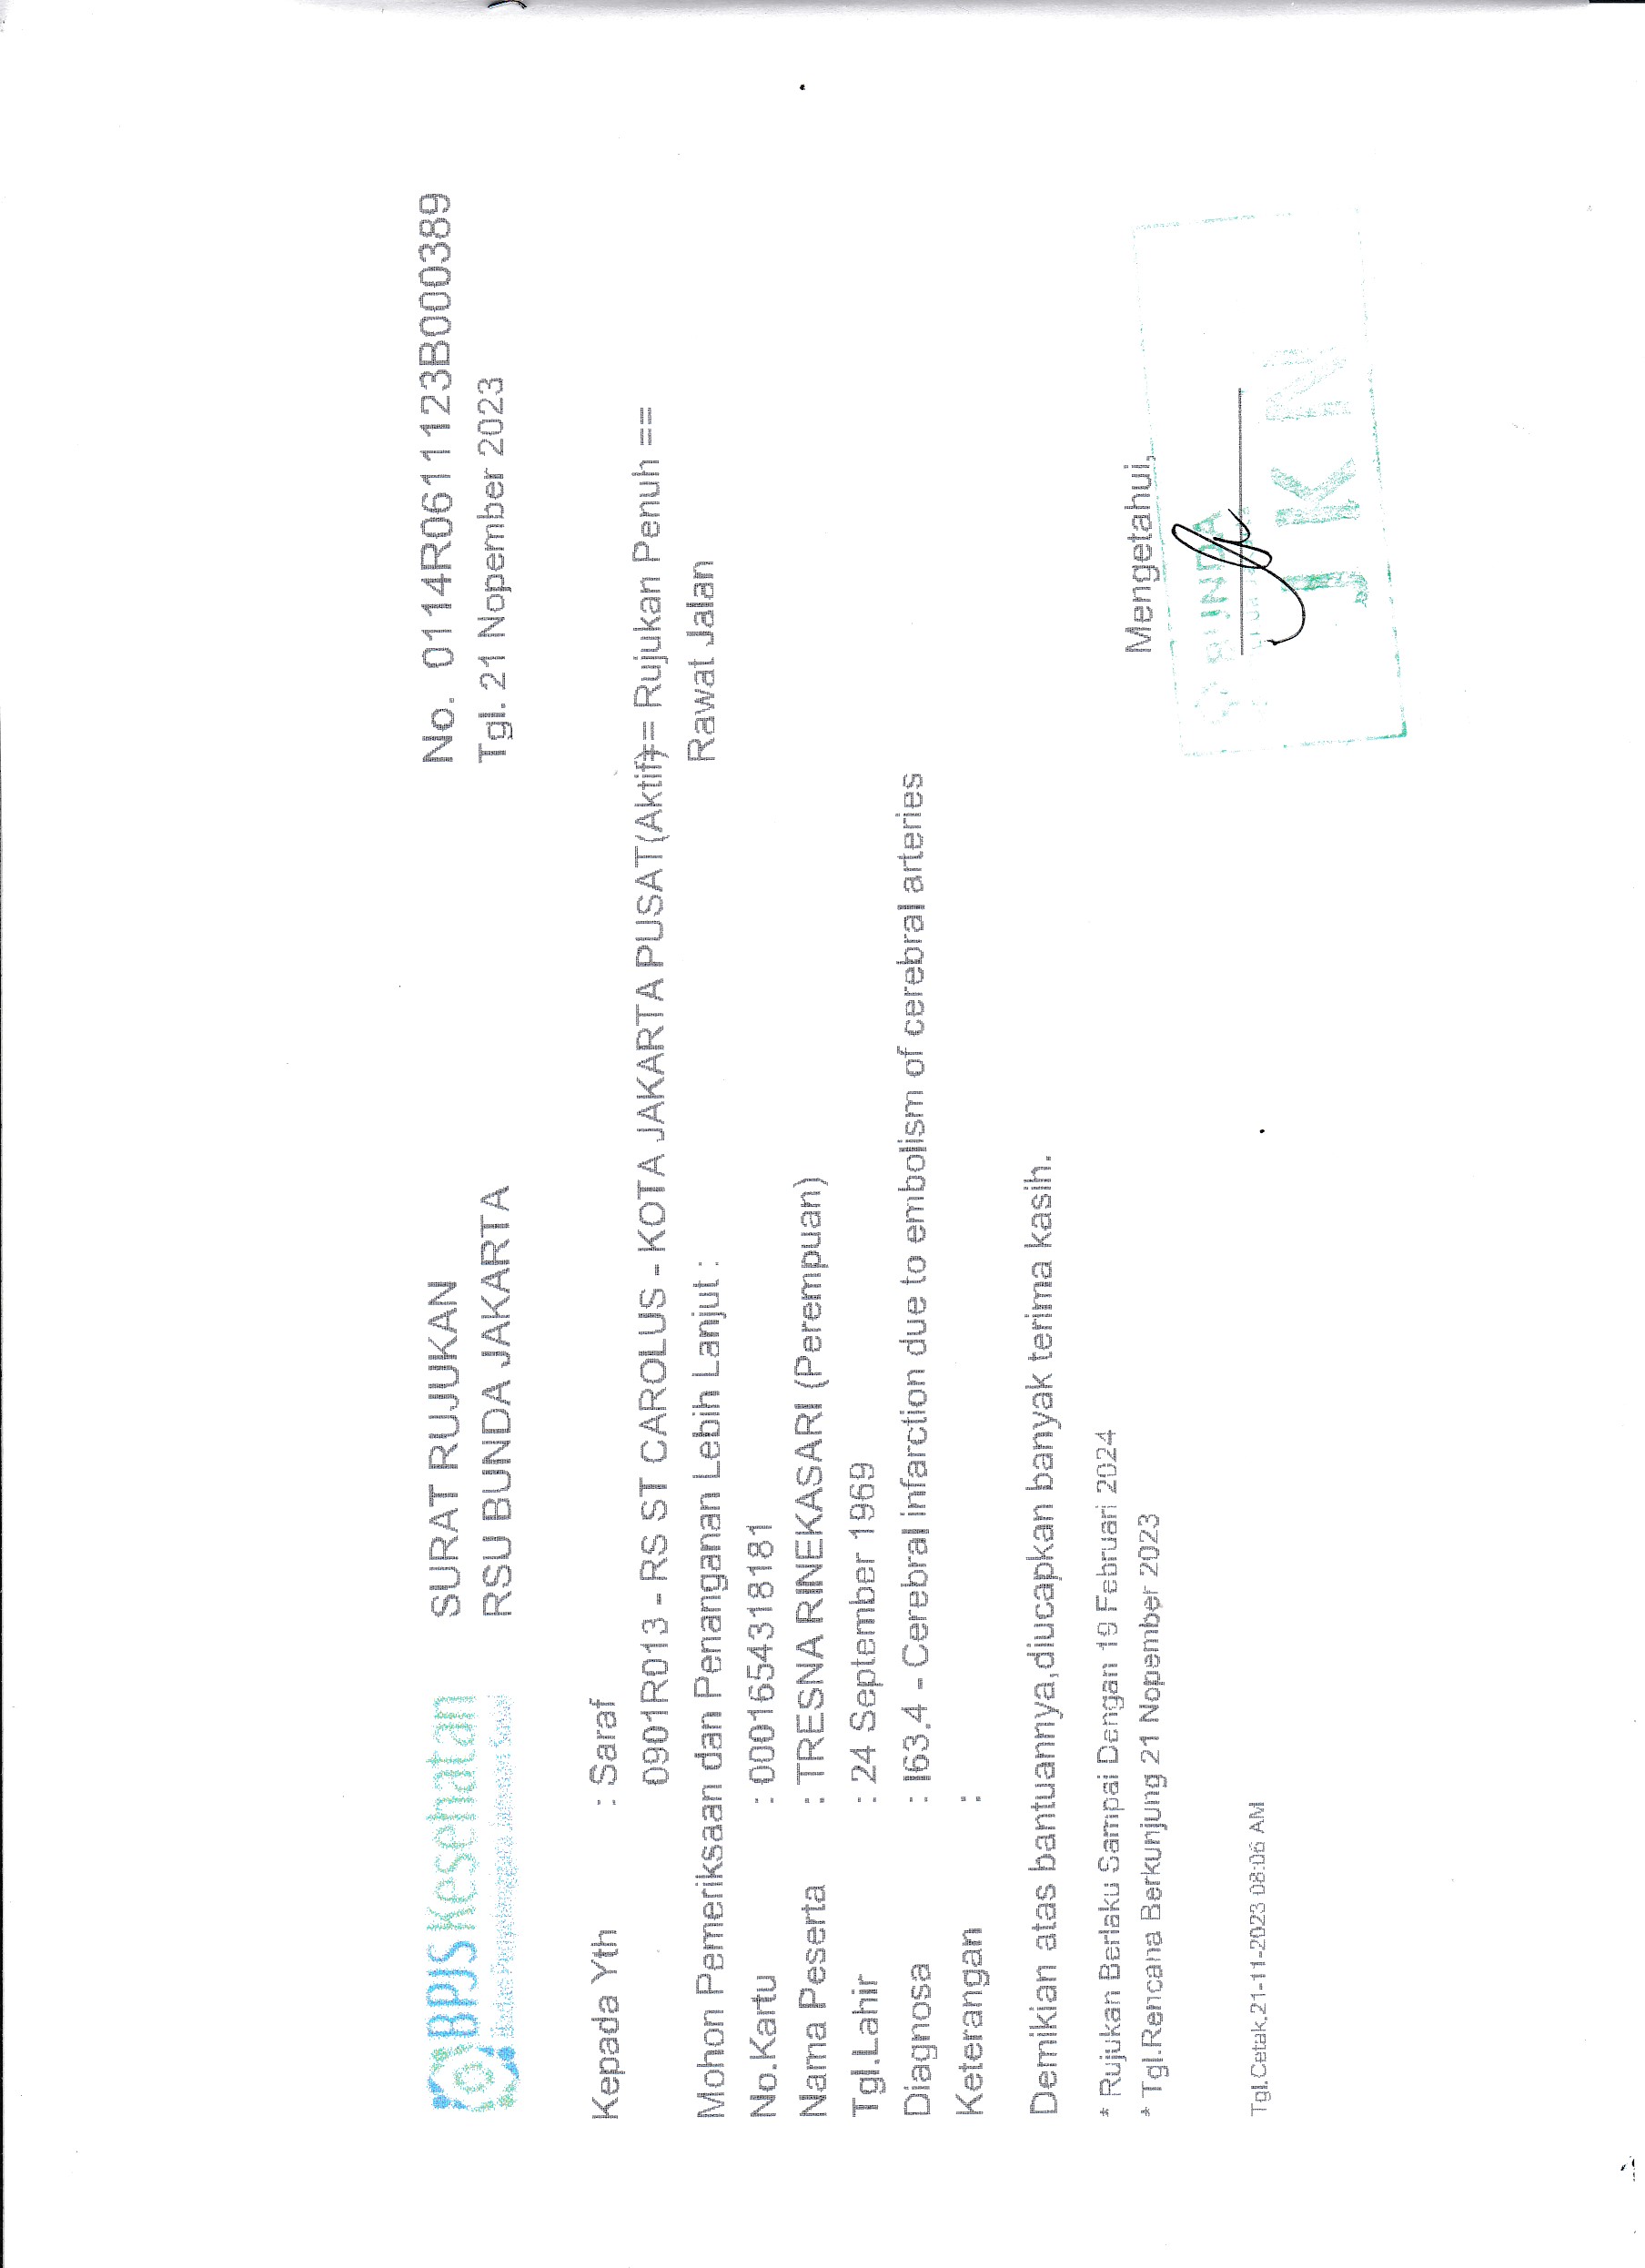 BPJS Kesehatan
Badan Penyelenggara Jaminan Sosial
SURAT RUJUKAN
RSU BUNDA JAKARTA
No. 0114R0611123B000389
Tgl. 21 Nopember 2023
Kepada Yth : Saraf
0901R013 - RS ST CAROLUS - KOTA JAKARTA PUSAT(Aktif)
== Rujukan Penuh ==
Mohon Pemeriksaan dan Penanganan Lebih Lanjut :
Rawat Jalan
No.Kartu : 0001654318181
Nama Peserta : TRESNA RINEKASARI (Perempuan)
Tgl.Lahir : 24 September 1969
Diagnosa : I63.4 - Cerebral infarction due to embolism of cerebral arteries
Keterangan :
Demikian atas bantuannya,diucapkan banyak terima kasih.
* Rujukan Berlaku Sampai Dengan 19 Februari 2024
* Tgl.Rencana Berkunjung 21 Nopember 2023
Mengetahui,
JKN
Tgl.Cetak,21-11-2023 08:06 AM